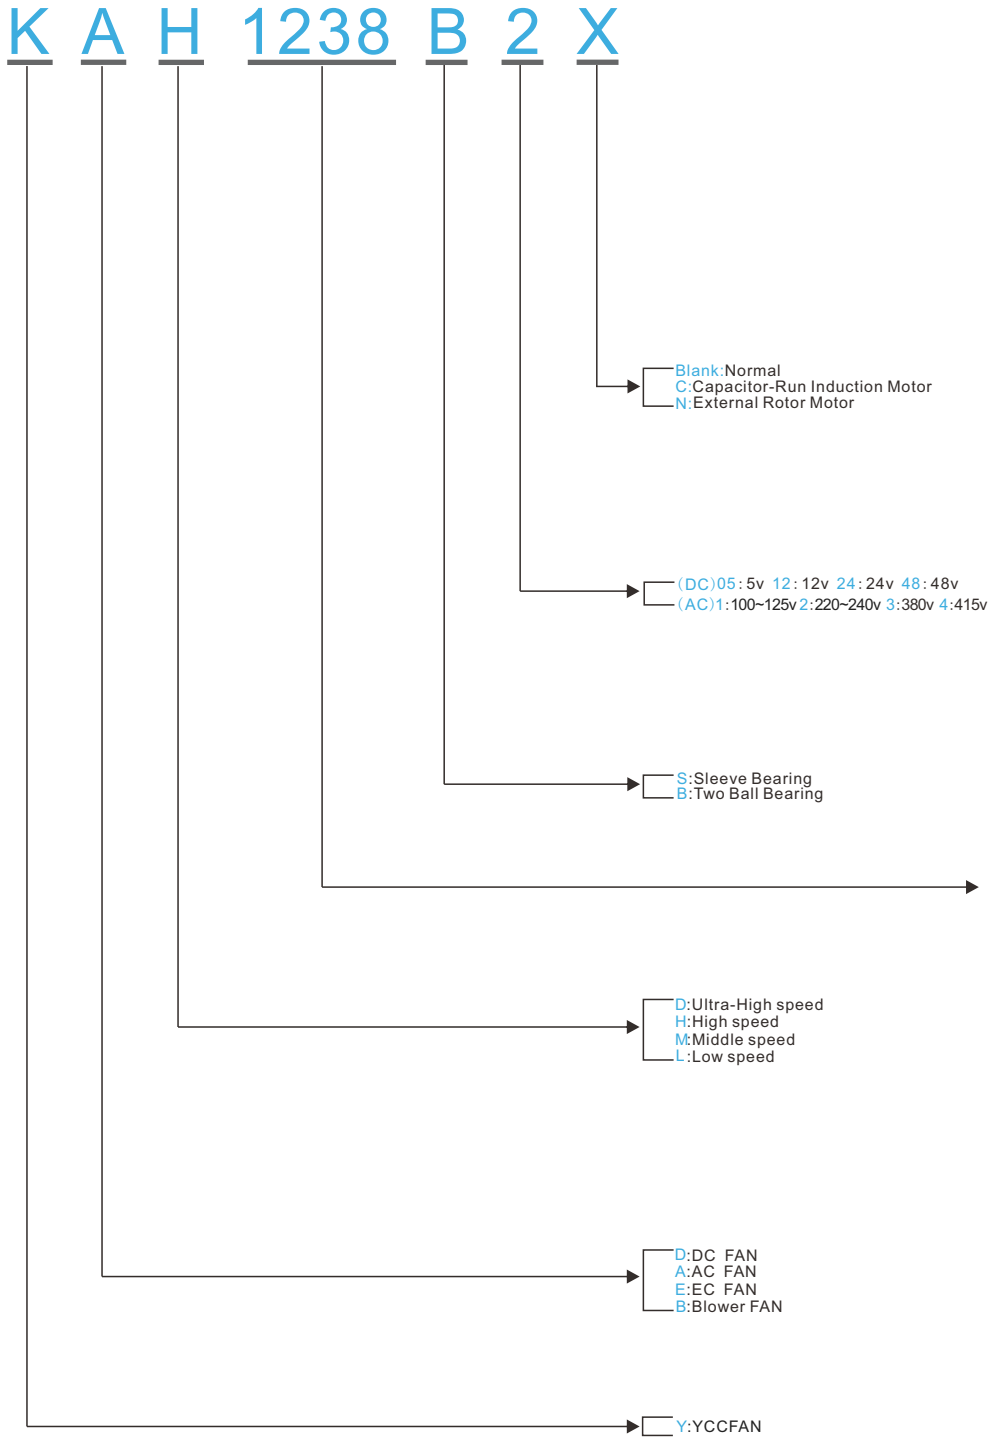 K A H 1238 B 2 X
Blank:Normal
C:Capacitor-Run Induction Motor
N:External Rotor Motor
(DC)05:5v 12:12v 24:24v 48:48v
(AC)1:100~125v 2:220~240v 3:380v 4:415v
S:Sleeve Bearing
B:Two Ball Bearing
D:Ultra-High speed
H:High speed
M:Middle speed
L:Low speed
D:DC FAN
A:AC FAN
E:EC FAN
B:Blower FAN
Y:YCCFAN